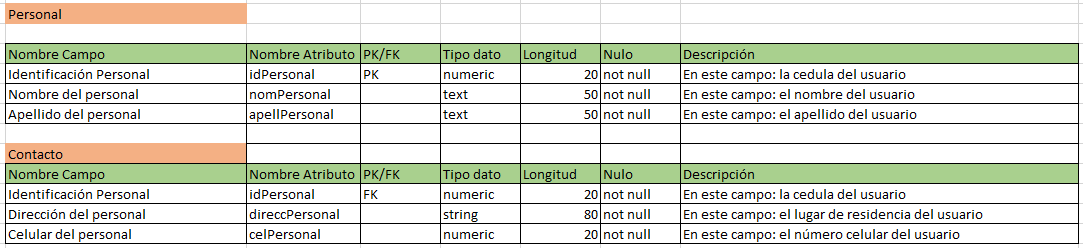 Personal
Nombre Campo Nombre Atributo PK/FK Tipo dato Longitud Nulo Descripción
Identificación Personal idPersonal PK numeric 20 not null En este campo: la cedula del usuario
Nombre del personal nomPersonal text 50 not null En este campo: el nombre del usuario
Apellido del personal apellPersonal text 50 not null En este campo: el apellido del usuario
Contacto
Nombre Campo Nombre Atributo PK/FK Tipo dato Longitud Nulo Descripción
Identificación Personal idPersonal FK numeric 20 not null En este campo: la cedula del usuario
Dirección del personal direccPersonal string 80 not null En este campo: el lugar de residencia del usuario
Celular del personal celPersonal numeric 20 not null En este campo: el número celular del usuario